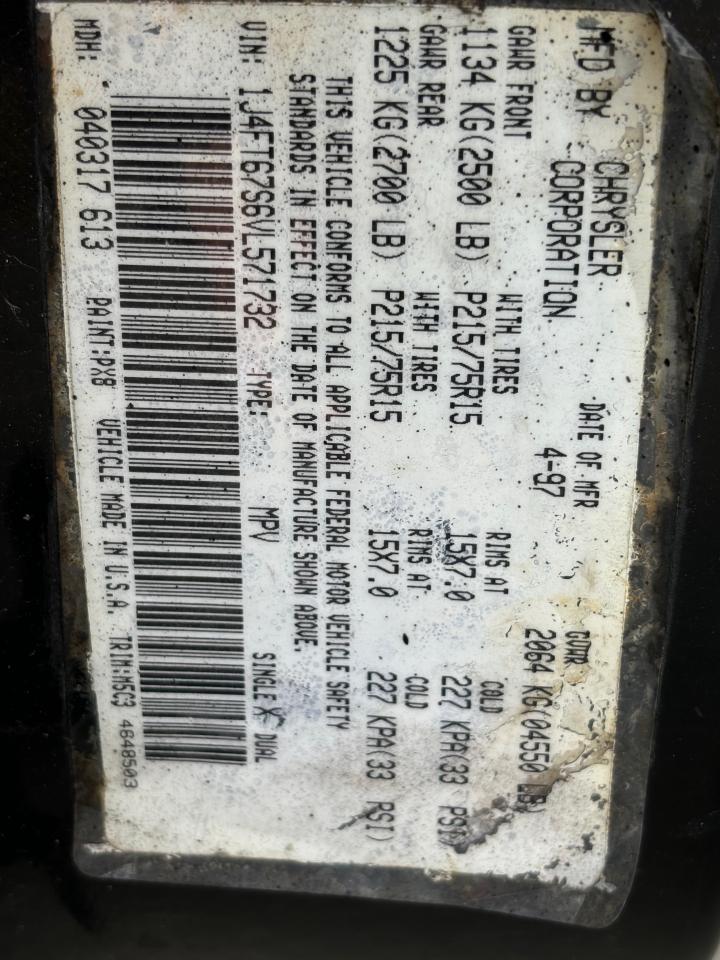 MFD BY CHRYSLER CORPORATION DATE OF MFR 4-97 GVWR 2064 KG(04550 LB)
GAWR FRONT WITH TIRES RIMS AT COLD
1134 KG(2500 LB) P215/75R15 15X7.0 227 KPA(33 PSI)
GAWR REAR WITH TIRES RIMS AT COLD
1225 KG(2700 LB) P215/75R15 15X7.0 227 KPA(33 PSI)
THIS VEHICLE CONFORMS TO ALL APPLICABLE FEDERAL MOTOR VEHICLE SAFETY
STANDARDS IN EFFECT ON THE DATE OF MANUFACTURE SHOWN ABOVE.
VIN: 1J4FT67S6VL571732 TYPE: MPV SINGLE X DUAL
MDH: 040317 613 PAINT:PX8 VEHICLE MADE IN U.S.A TRIM:M5C3 4648503